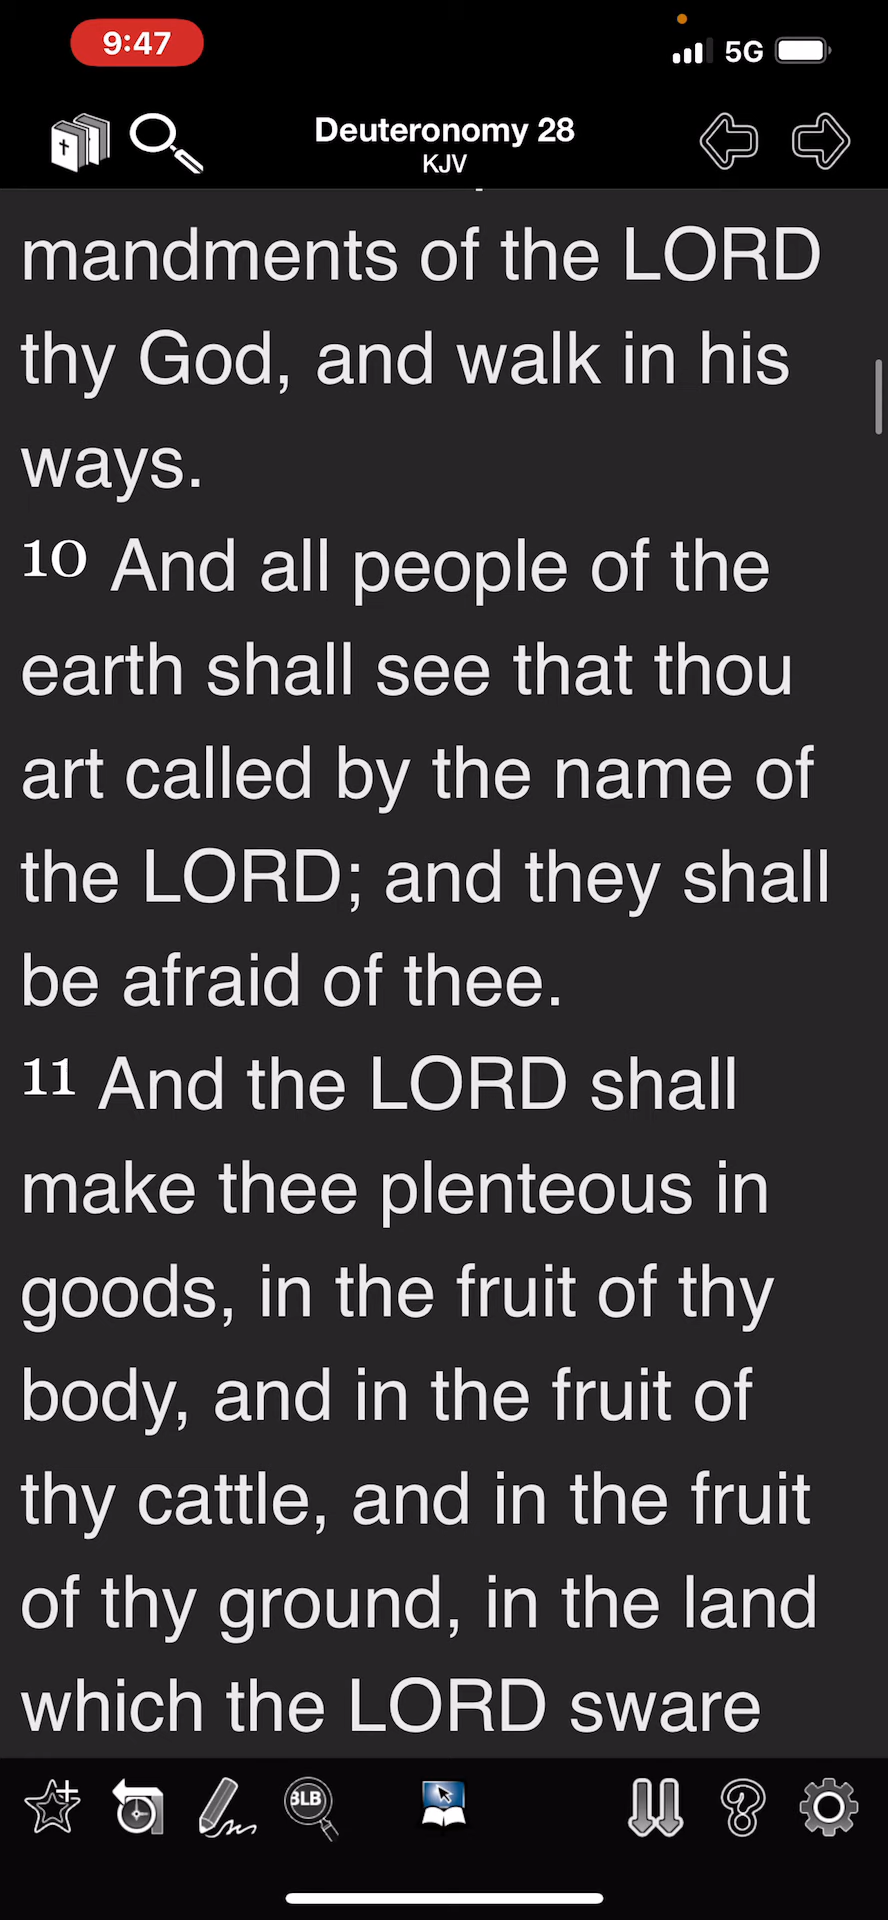 9:47
5G
Deuteronomy 28
KJV
mandments of the LORD
thy God, and walk in his
ways.
10 And all people of the
earth shall see that thou
art called by the name of
the LORD; and they shall
be afraid of thee.
11 And the LORD shall
make thee plenteous in
goods, in the fruit of thy
body, and in the fruit of
thy cattle, and in the fruit
of thy ground, in the land
which the LORD sware
BLB